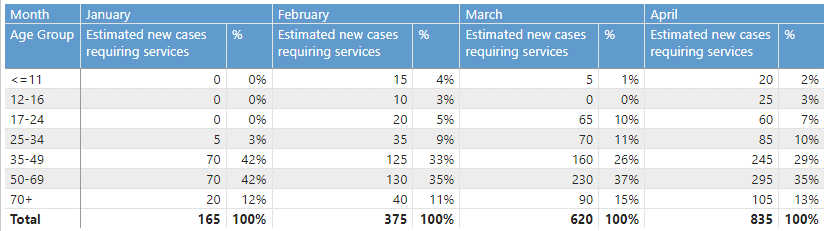 Month January February March April
Age Group Estimated new cases requiring services % Estimated new cases requiring services % Estimated new cases requiring services % Estimated new cases requiring services %
<=11 0 0% 15 4% 5 1% 20 2%
12-16 0 0% 10 3% 0 0% 25 3%
17-24 0 0% 20 5% 65 10% 60 7%
25-34 5 3% 35 9% 70 11% 85 10%
35-49 70 42% 125 33% 160 26% 245 29%
50-69 70 42% 130 35% 230 37% 295 35%
70+ 20 12% 40 11% 90 15% 105 13%
Total 165 100% 375 100% 620 100% 835 100%